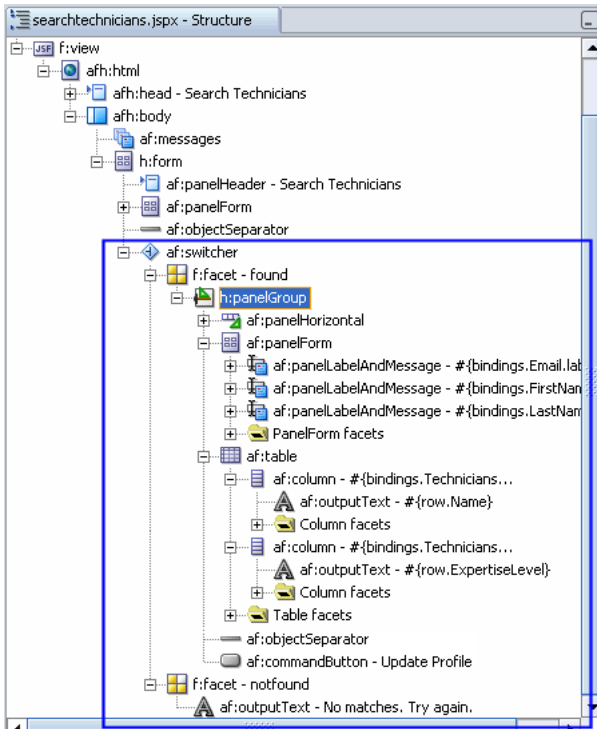 searchtechnicians.jspx - Structure
JSF f:view
afh:html
afh:head - Search Technicians
afh:body
af:messages
h:form
af:panelHeader - Search Technicians
af:panelForm
af:objectSeparator
af:switcher
f:facet - found
h:panelGroup
af:panelHorizontal
af:panelForm
af:panelLabelAndMessage - #{bindings.Email.lab
af:panelLabelAndMessage - #{bindings.FirstNam
af:panelLabelAndMessage - #{bindings.LastNam
PanelForm facets
af:table
af:column - #{bindings.Technicians...
af:outputText - #{row.Name}
Column facets
af:column - #{bindings.Technicians...
af:outputText - #{row.ExpertiseLevel}
Column facets
Table facets
af:objectSeparator
af:commandButton - Update Profile
f:facet - notfound
af:outputText - No matches. Try again.